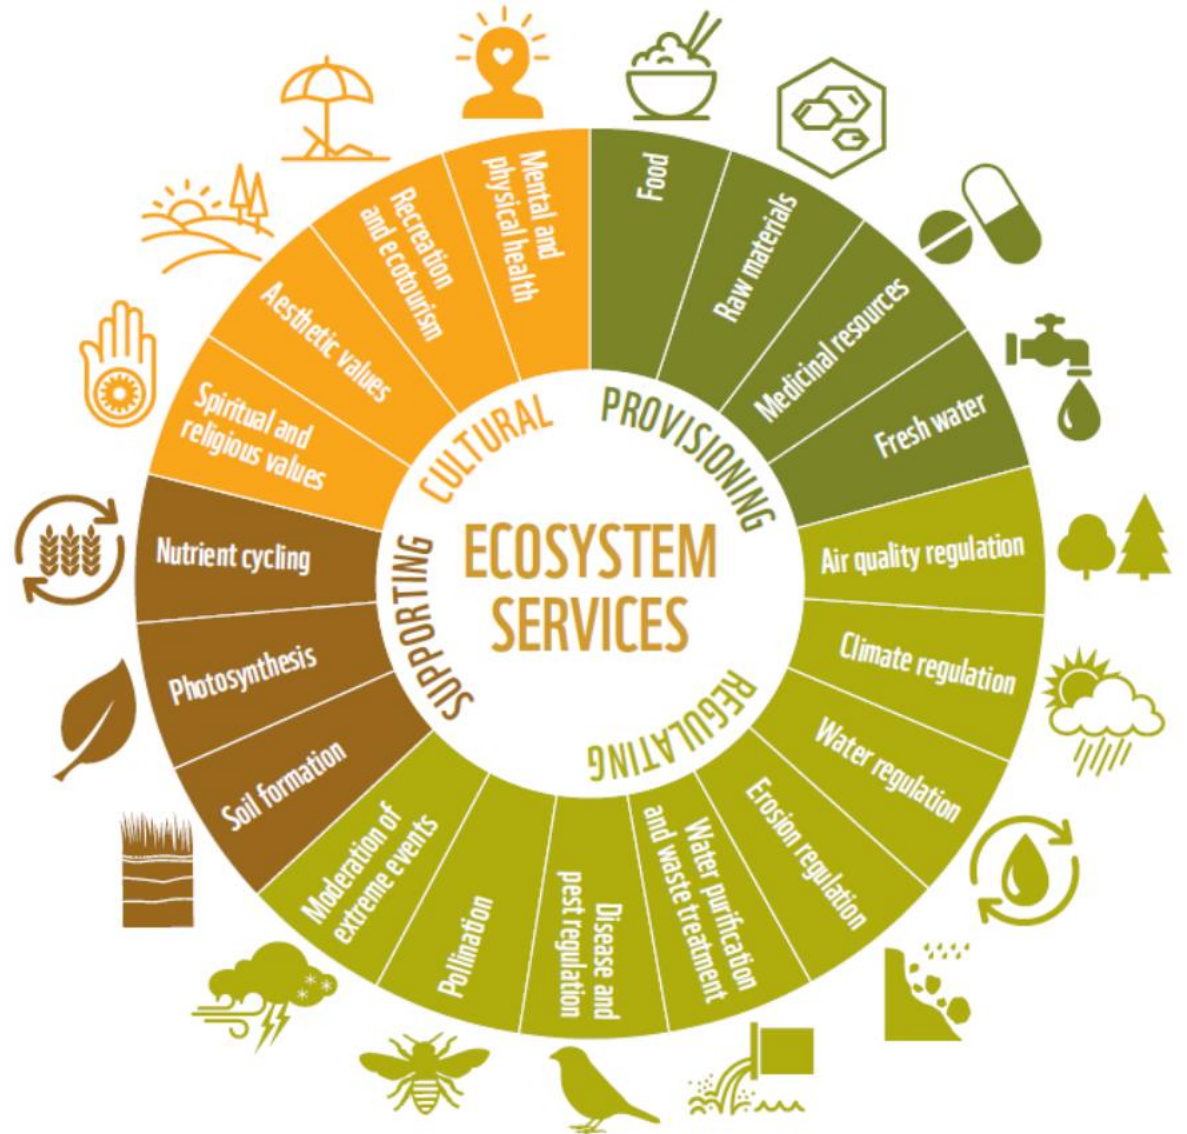 ECOSYSTEM
SERVICES
PROVISIONING
Food
Raw materials
Medicinal resources
Fresh water
REGULATING
Air quality regulation
Climate regulation
Water regulation
Erosion regulation
Water purification
and waste treatment
Disease and
pest regulation
Pollination
Moderation of
extreme events
SUPPORTING
Soil formation
Photosynthesis
Nutrient cycling
CULTURAL
Spiritual and
religious values
Aesthetic values
Recreation
and ecotourism
Mental and
physical health